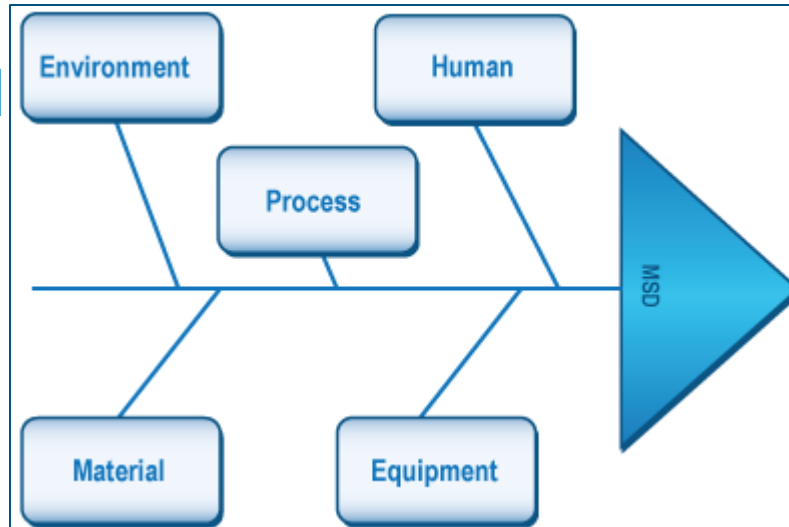 Environment
Human
Process
MSD
Material
Equipment